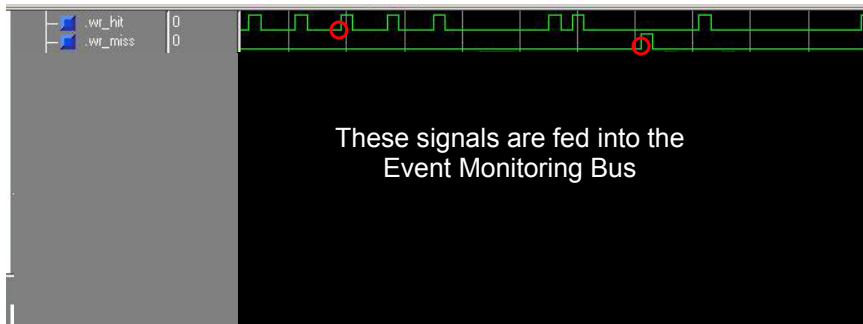 .wr_hit 0
.wr_miss 0
These signals are fed into the
Event Monitoring Bus